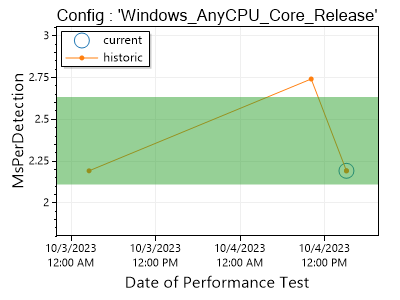 Config : 'Windows_AnyCPU_Core_Release'
current
historic
3
2.75
2.5
2.25
2
MsPerDetection
10/3/2023 12:00 AM
10/3/2023 12:00 PM
10/4/2023 12:00 AM
10/4/2023 12:00 PM
Date of Performance Test